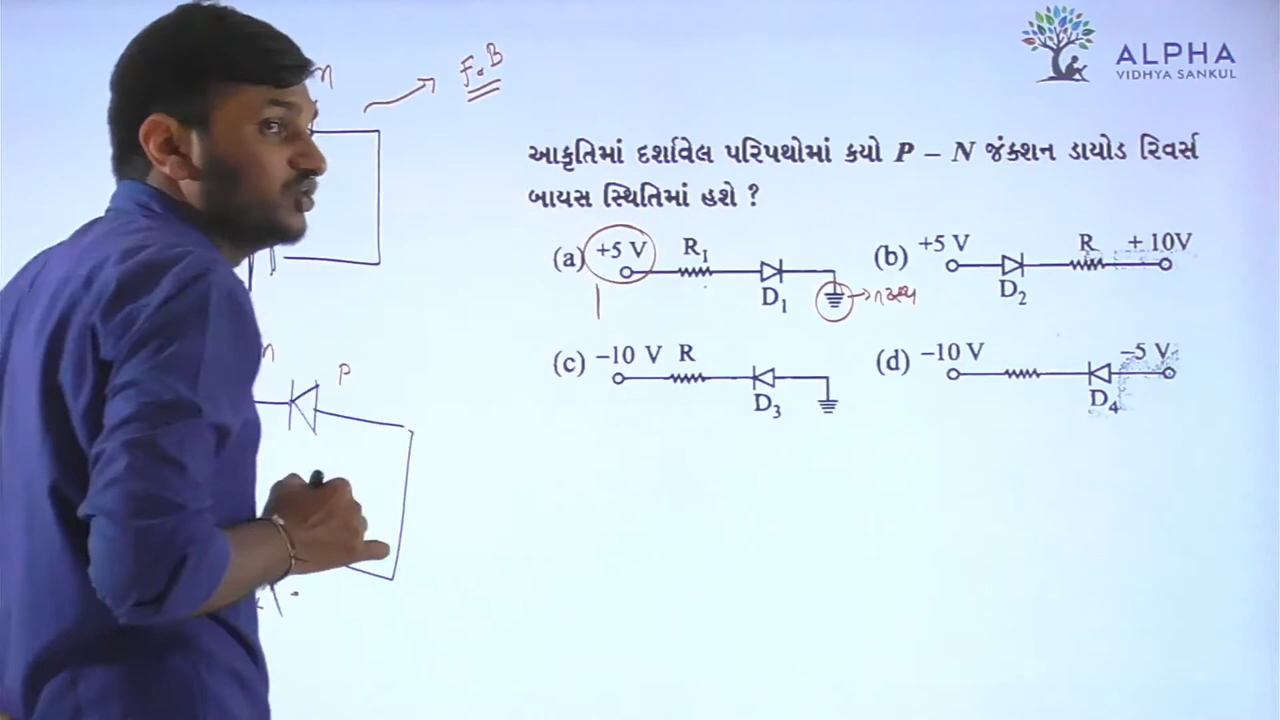 ALPHA
VIDHYA SANKUL
n
F.B
આકૃતિમાં દર્શાવેલ પરિપથોમાં કયો P – N જંક્શન ડાયોડ રિવર્સ
બાયસ સ્થિતિમાં હશે ?
(a) +5 V R₁ D₁
(b) +5 V D₂ R + 10V
(c) –10 V R D₃
(d) –10 V D₄ –5 V
n P